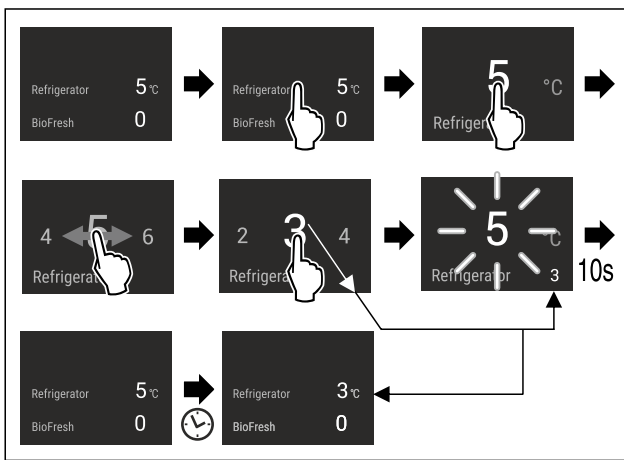 Refrigerator 5 °C
BioFresh 0
Refrigerator 5 °C
BioFresh 0
5 °C
Refriger
4 5 6
Refrigerat
2 3 4
Refrigera
5 °C
Refrigerator 3
10s
Refrigerator 5 °C
BioFresh 0
Refrigerator 3 °C
BioFresh 0